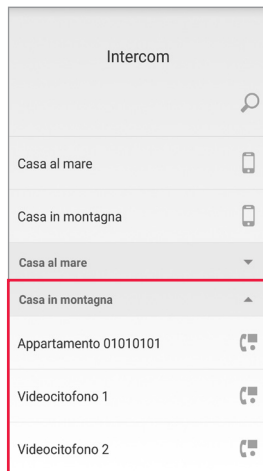 Intercom
Casa al mare
Casa in montagna
Casa al mare
Casa in montagna
Appartamento 01010101
Videocitofono 1
Videocitofono 2